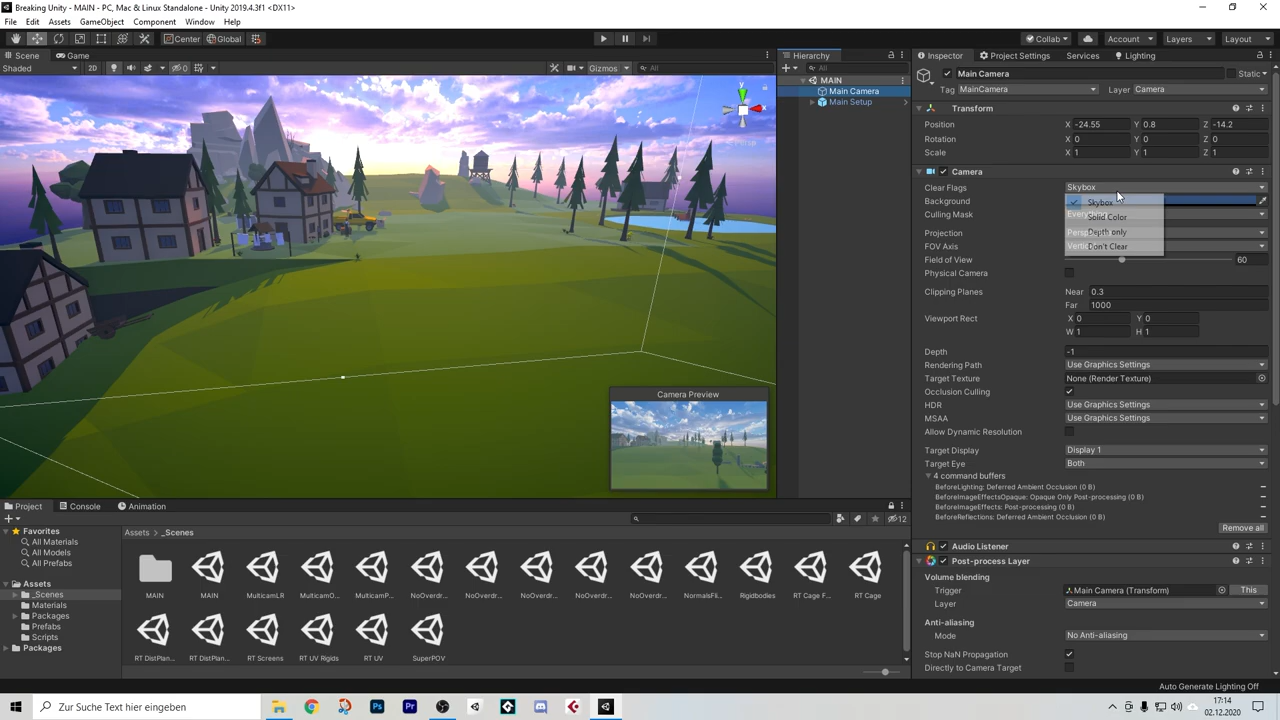 Breaking Unity - MAIN - PC, Mac & Linux Standalone - Unity 2019.4.3f1 <DX11>
File Edit Assets GameObject Component Window Help
Center Global Collab Account Layers Layout
Scene Game
Shaded 2D 0 Gizmos All
y
x
Persp
Camera Preview
Hierarchy
All
MAIN
Main Camera
Main Setup
Inspector Project Settings Services Lighting
Main Camera Static
Tag MainCamera Layer Camera
Transform
Position X -24.55 Y 0.8 Z -14.2
Rotation X 0 Y 0 Z 0
Scale X 1 Y 1 Z 1
Camera
Clear Flags Skybox
Background Skybox
Culling Mask Solid Color
Projection Depth only
FOV Axis Don't Clear
Field of View 60
Physical Camera
Clipping Planes Near 0.3
Far 1000
Viewport Rect X 0 Y 0
W 1 H 1
Depth -1
Rendering Path Use Graphics Settings
Target Texture None (Render Texture)
Occlusion Culling
HDR Use Graphics Settings
MSAA Use Graphics Settings
Allow Dynamic Resolution
Target Display Display 1
Target Eye Both
4 command buffers
BeforeLighting: Deferred Ambient Occlusion (0 B)
BeforeImageEffectsOpaque: Opaque Only Post-processing (0 B)
BeforeImageEffects: Post-processing (0 B)
BeforeReflections: Deferred Ambient Occlusion (0 B)
Remove all
Audio Listener
Post-process Layer
Volume blending
Trigger Main Camera (Transform) This
Layer Camera
Anti-aliasing
Mode No Anti-aliasing
Stop NaN Propagation
Directly to Camera Target
Project Console Animation
12
Favorites
All Materials
All Models
All Prefabs
Assets
_Scenes
Materials
Packages
Prefabs
Scripts
Packages
Assets > _Scenes
MAIN MAIN MulticamLR MulticamO... MulticamP... NoOverdr... NoOverdr... NoOverdr... NoOverdr... NoOverdr... NormalsFli... Rigidbodies RT Cage F... RT Cage
RT DistPlan... RT DistPlan... RT Screens RT UV Rigids RT UV SuperPOV
Auto Generate Lighting Off
Zur Suche Text hier eingeben
Ps Pr
17:14
02.12.2020